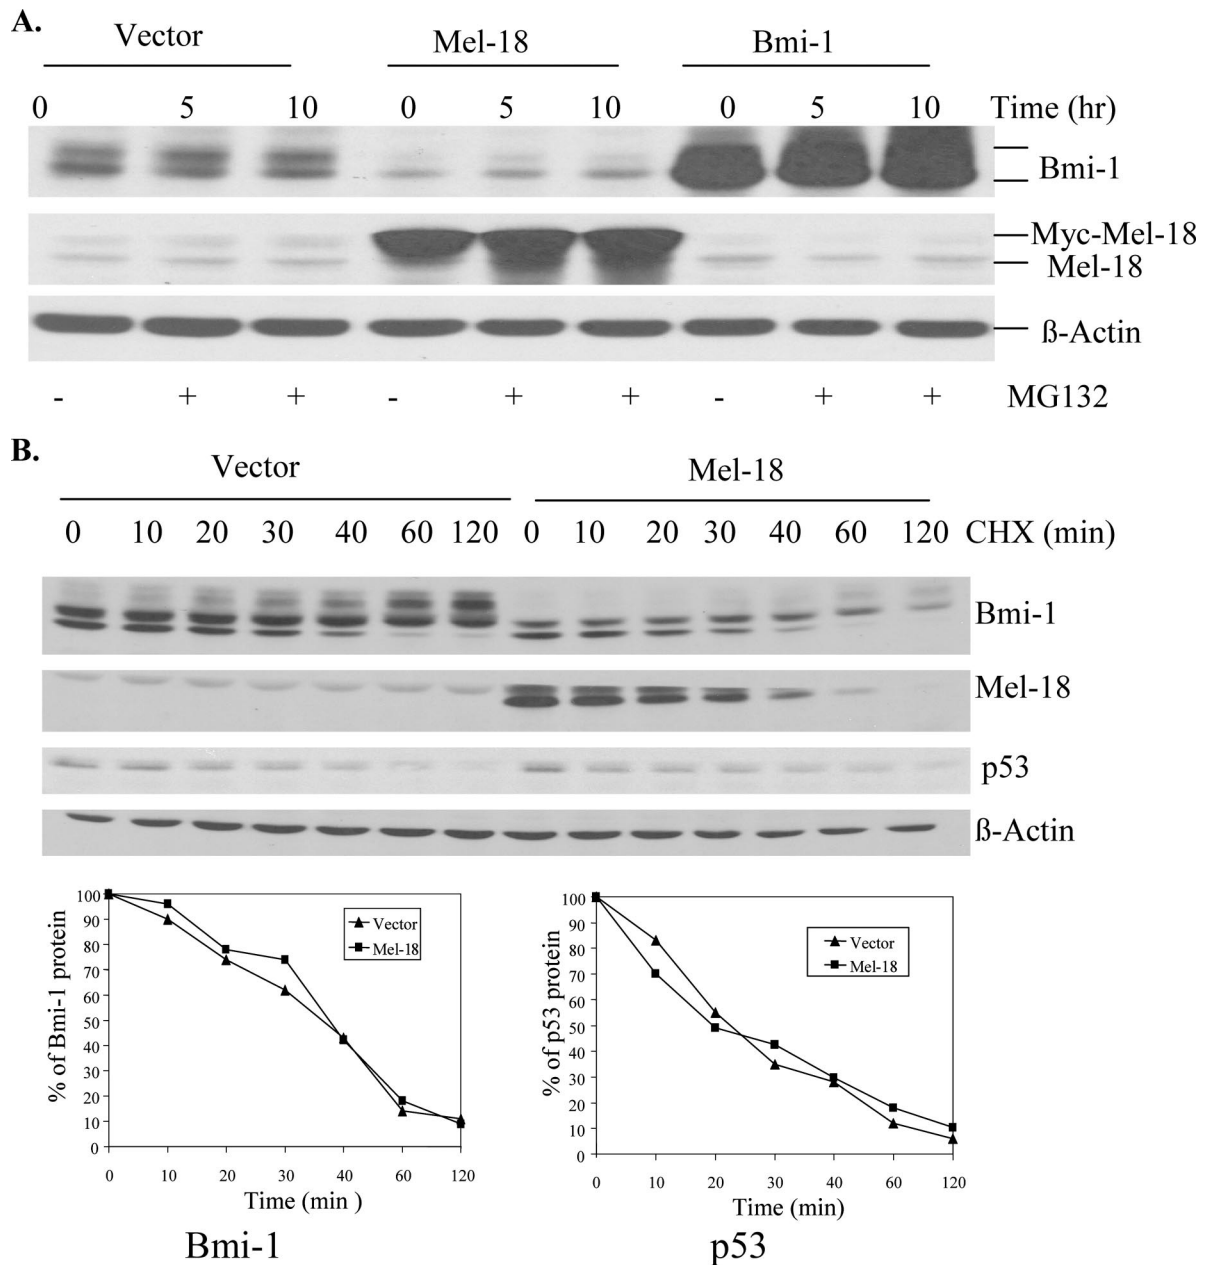 A.
Vector Mel-18 Bmi-1
0 5 10 0 5 10 0 5 10 Time (hr)
Bmi-1
Myc-Mel-18
Mel-18
ß-Actin
- + + - + + - + + MG132
B.
Vector Mel-18
0 10 20 30 40 60 120 0 10 20 30 40 60 120 CHX (min)
Bmi-1
Mel-18
p53
ß-Actin
% of Bmi-1 protein
100
90
80
70
60
50
40
30
20
10
0
Vector
Mel-18
0 10 20 30 40 60 120
Time (min )
Bmi-1
% of p53 protein
100
90
80
70
60
50
40
30
20
10
0
Vector
Mel-18
0 10 20 30 40 60 120
Time (min)
p53